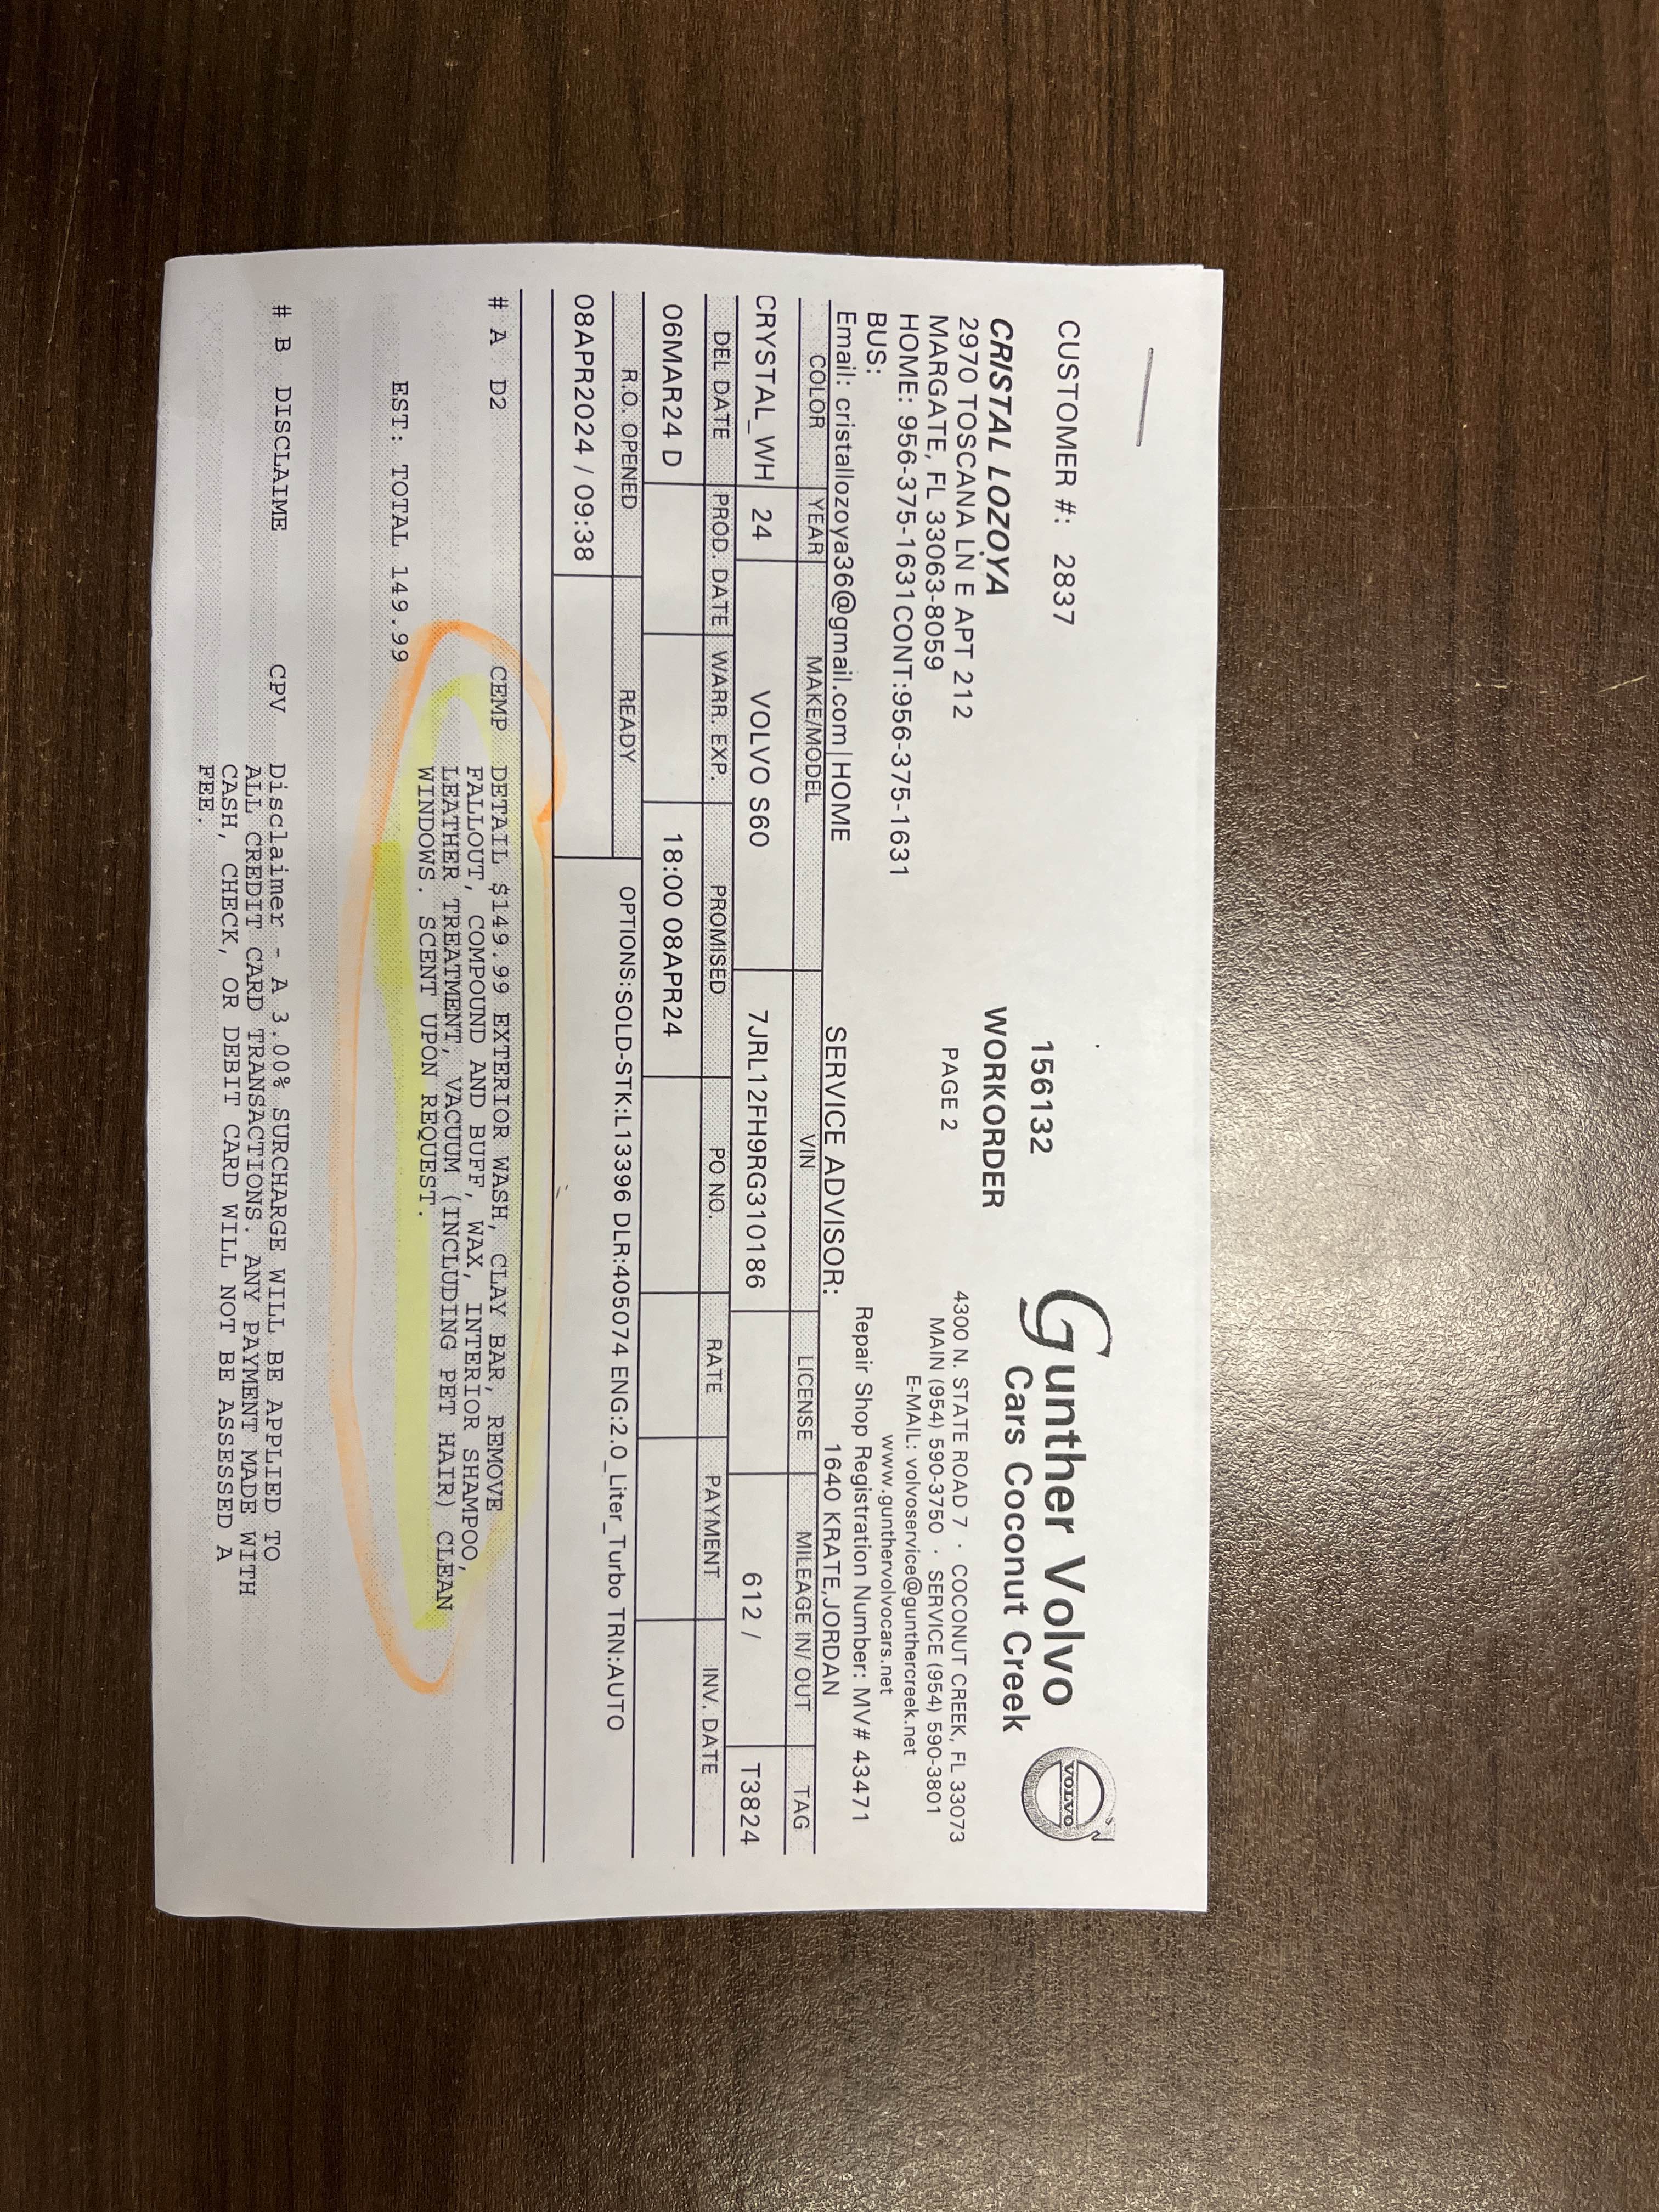 CUSTOMER #: 2837
156132
Gunther Volvo
Cars Coconut Creek
VOLVO
WORKORDER
CRISTAL LOZOYA
2970 TOSCANA LN E APT 212
MARGATE, FL 33063-8059
HOME: 956-375-1631 CONT:956-375-1631
BUS:
Email: cristallozoya36@gmail.com|HOME
PAGE 2
4300 N. STATE ROAD 7 · COCONUT CREEK, FL 33073
MAIN (954) 590-3750 · SERVICE (954) 590-3801
E-MAIL: volvoservice@gunthercreek.net
www.gunthervolvocars.net
Repair Shop Registration Number: MV# 43471
SERVICE ADVISOR: 1640 KRATE,JORDAN
COLOR YEAR MAKE/MODEL VIN LICENSE MILEAGE IN/ OUT TAG
CRYSTAL_WH 24 VOLVO S60 7JRL12FH9RG310186 612 / T3824
DEL DATE PROD. DATE WARR. EXP. PROMISED PO NO. RATE PAYMENT INV. DATE
06MAR24 D 18:00 08APR24
R.O. OPENED READY OPTIONS:SOLD-STK:L13396 DLR:405074 ENG:2.0_Liter_Turbo TRN:AUTO
08APR2024 / 09:38
# A D2 CEMP DETAIL $149.99 EXTERIOR WASH, CLAY BAR, REMOVE
FALLOUT, COMPOUND AND BUFF, WAX, INTERIOR SHAMPOO,
LEATHER TREATMENT, VACUUM (INCLUDING PET HAIR) CLEAN
WINDOWS. SCENT UPON REQUEST.
EST: TOTAL 149.99
# B DISCLAIME CPV Disclaimer - A 3.00% SURCHARGE WILL BE APPLIED TO
ALL CREDIT CARD TRANSACTIONS. ANY PAYMENT MADE WITH
CASH, CHECK, OR DEBIT CARD WILL NOT BE ASSESSED A
FEE.